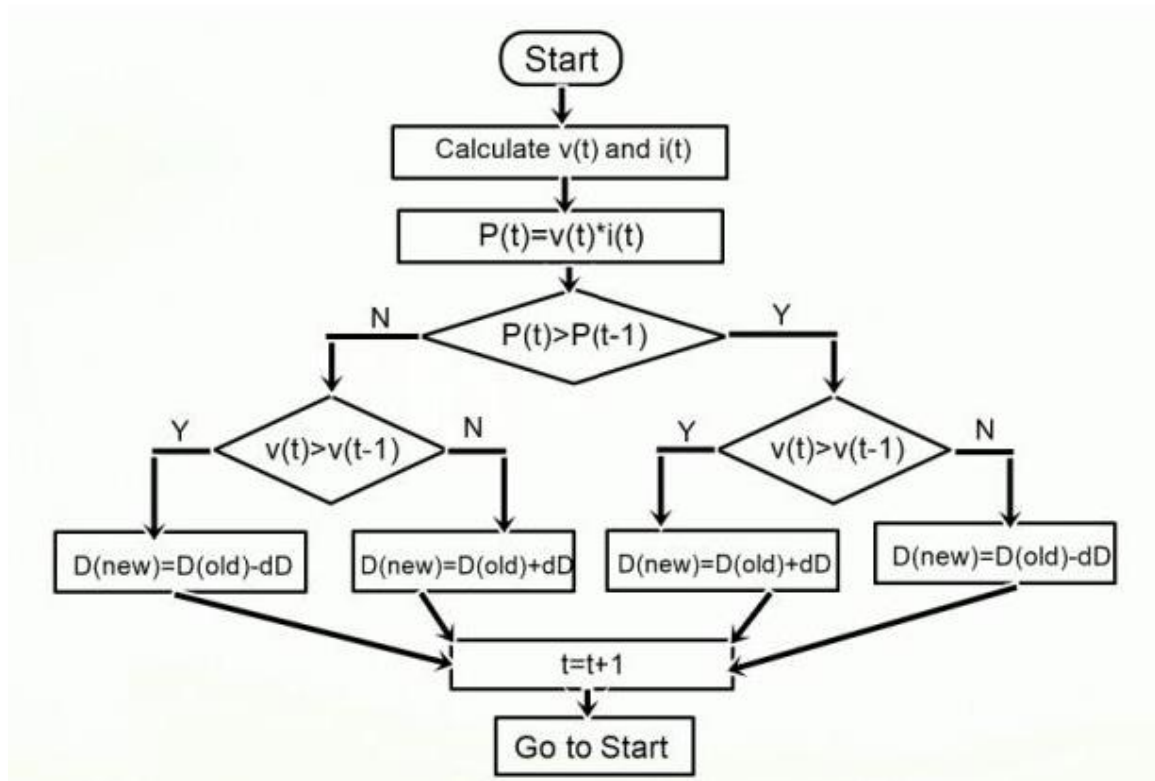 Start
Calculate v(t) and i(t)
P(t)=v(t)*i(t)
N
Y
P(t)>P(t-1)
Y
N
Y
N
v(t)>v(t-1)
v(t)>v(t-1)
D(new)=D(old)-dD
D(new)=D(old)+dD
D(new)=D(old)+dD
D(new)=D(old)-dD
t=t+1
Go to Start